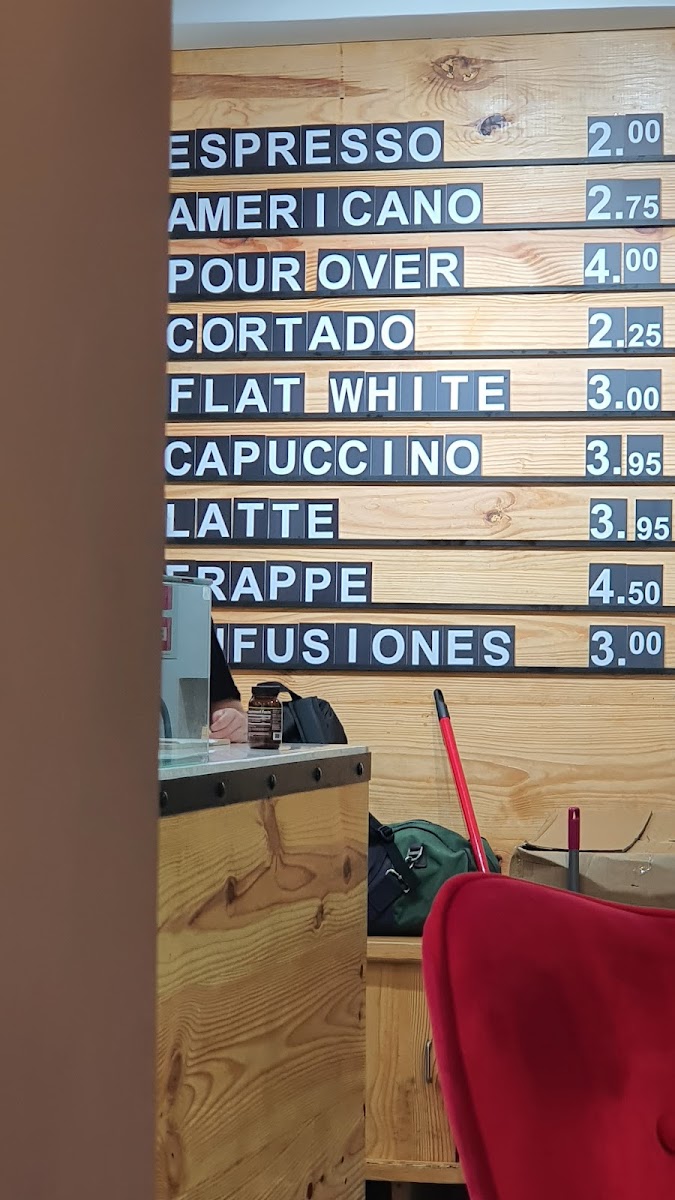 ESPRESSO 2.00
AMERICANO 2.75
POUR OVER 4.00
CORTADO 2.25
FLAT WHITE 3.00
CAPUCCINO 3.95
LATTE 3.95
FRAPPE 4.50
NFUSIONES 3.00